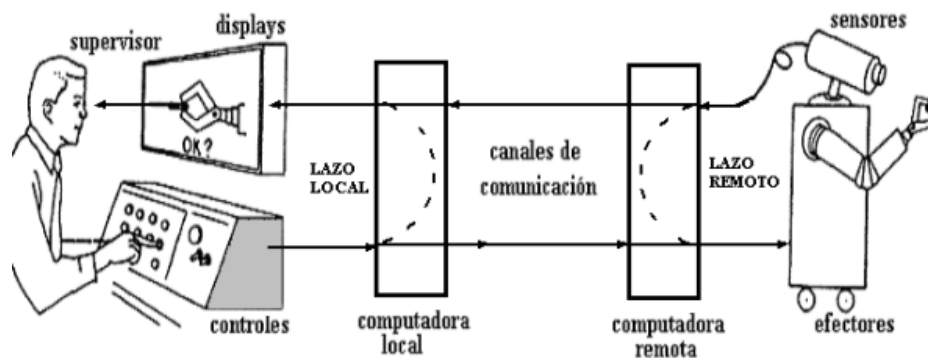 supervisor
displays
sensores
OK?
LAZO
LOCAL
canales de
comunicación
LAZO
REMOTO
controles
computadora
local
computadora
remota
efectores